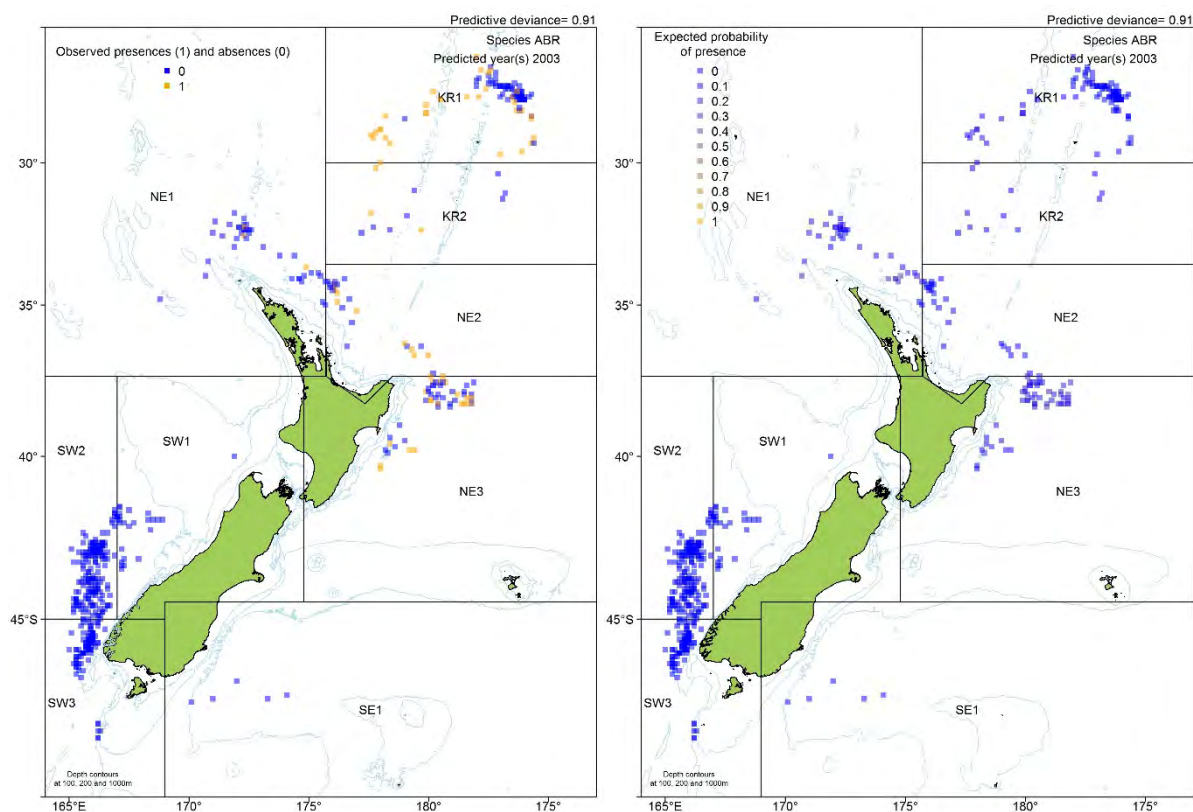 Predictive deviance= 0.91
Observed presences (1) and absences (0)
0
1
Species ABR
Predicted year(s) 2003
KR1
30°
NE1
KR2
35°
NE2
SW1
SW2
40°
NE3
45°S
SW3
SE1
Depth contours
at 100, 200 and 1000m
165°E
170°
175°
180°
175°
Predictive deviance= 0.91
Expected probability
of presence
0
0.1
0.2
0.3
0.4
0.5
0.6
0.7
0.8
0.9
1
Species ABR
Predicted year(s) 2003
KR1
30°
NE1
KR2
35°
NE2
SW1
SW2
40°
NE3
45°S
SW3
SE1
Depth contours
at 100, 200 and 1000m
165°E
170°
175°
180°
175°